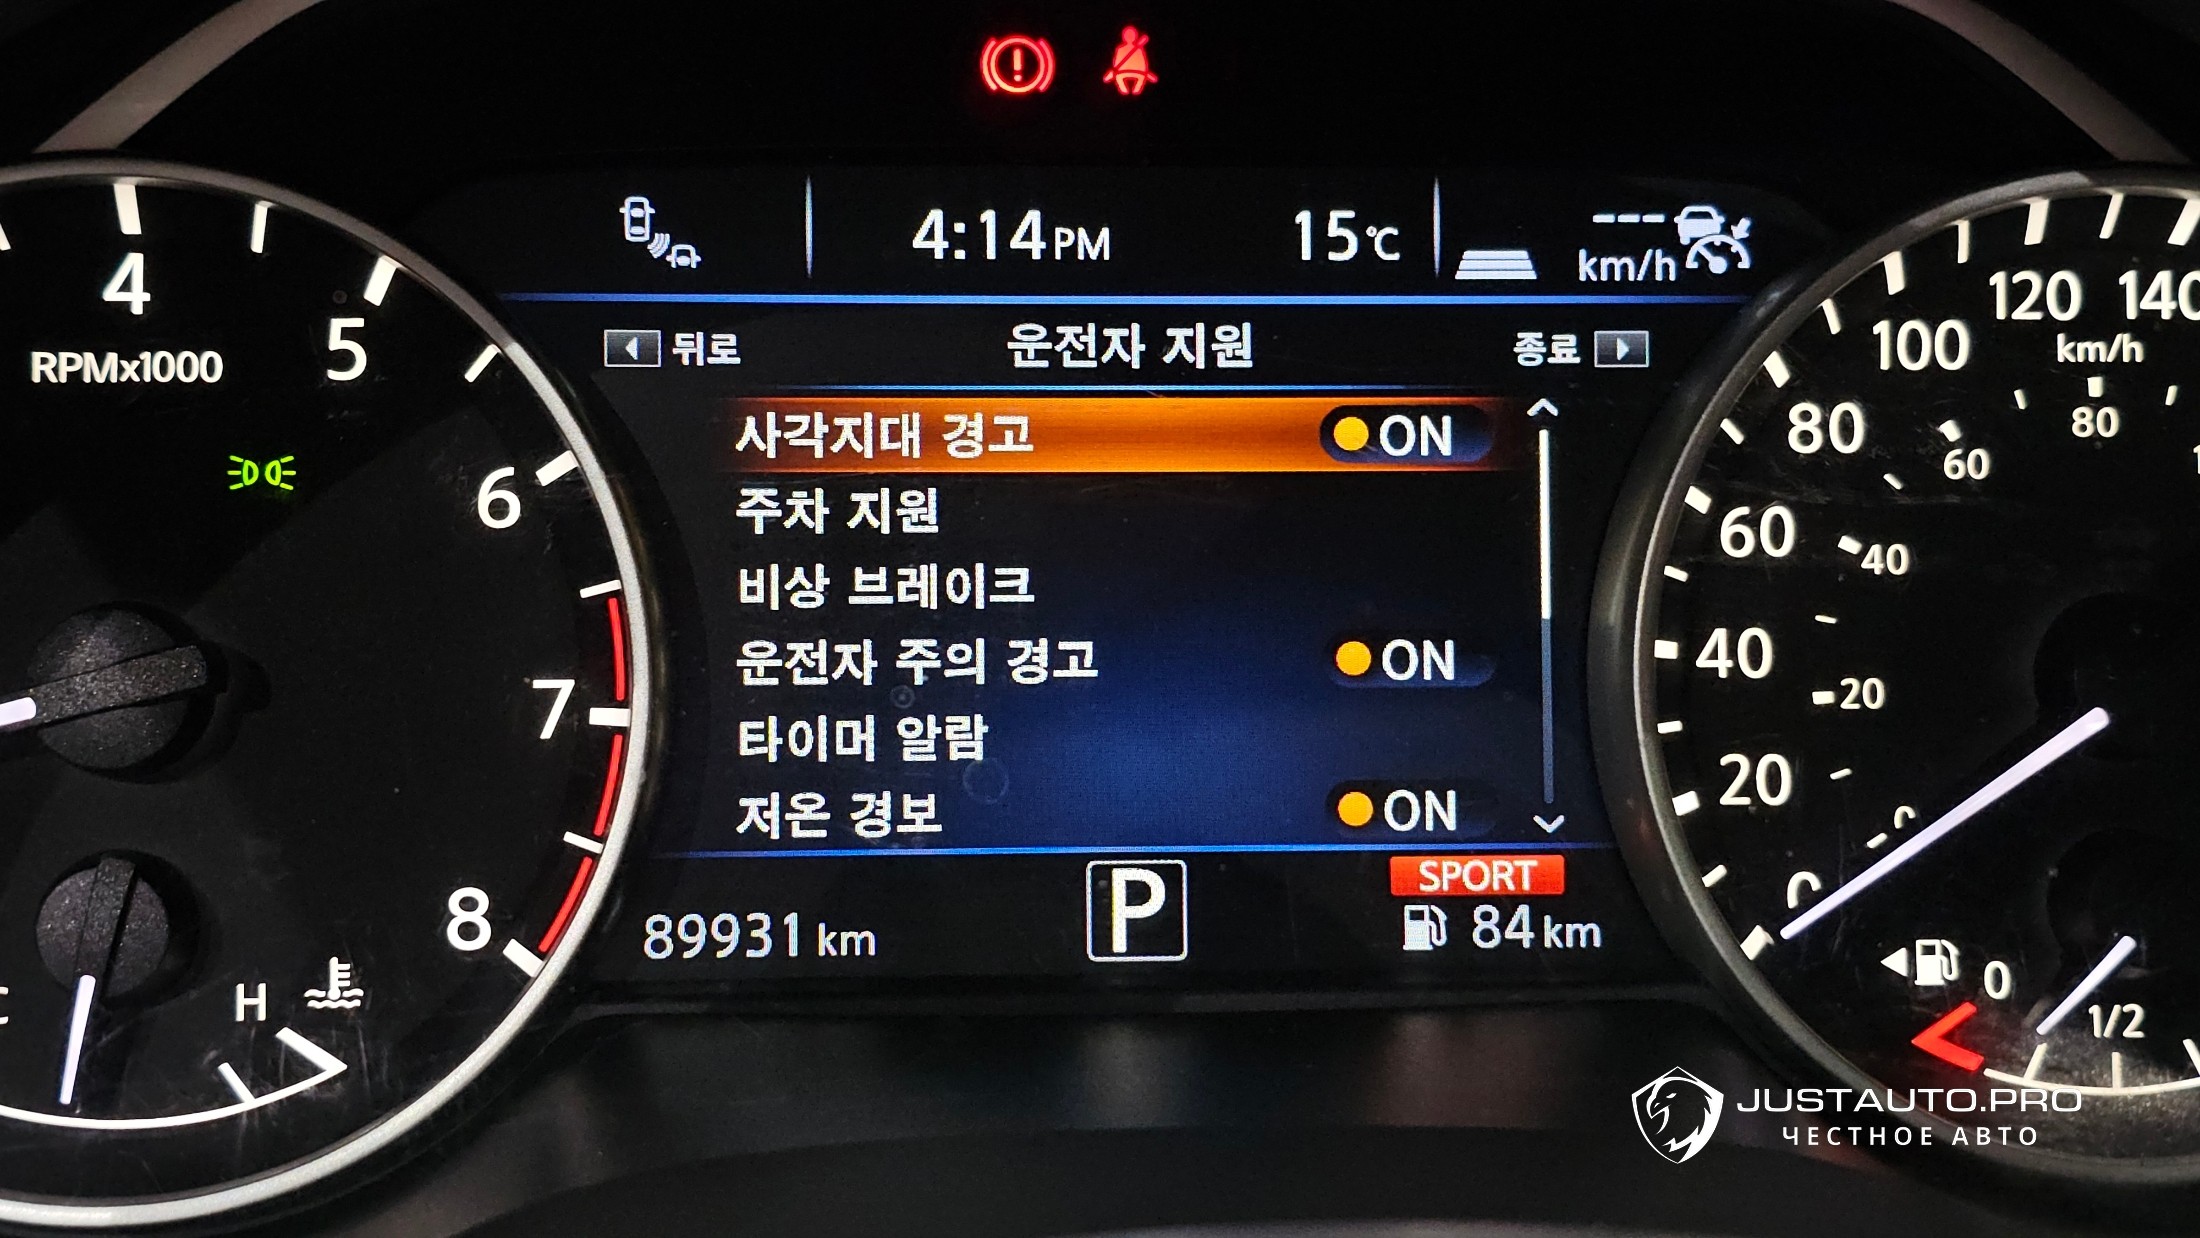 4:14 PM
15℃
---
km/h
뒤로
운전자 지원
종료
사각지대 경고 ON
주차 지원
비상 브레이크
운전자 주의 경고 ON
타이머 알람
저온 경보 ON
89931 km
P
SPORT
84 km
4
5
6
7
8
RPMx1000
H
0
20
40
60
80
100
120
140
km/h
0
20
40
60
80
0
1/2
JUSTAUTO.PRO
ЧЕСТНОЕ АВТО